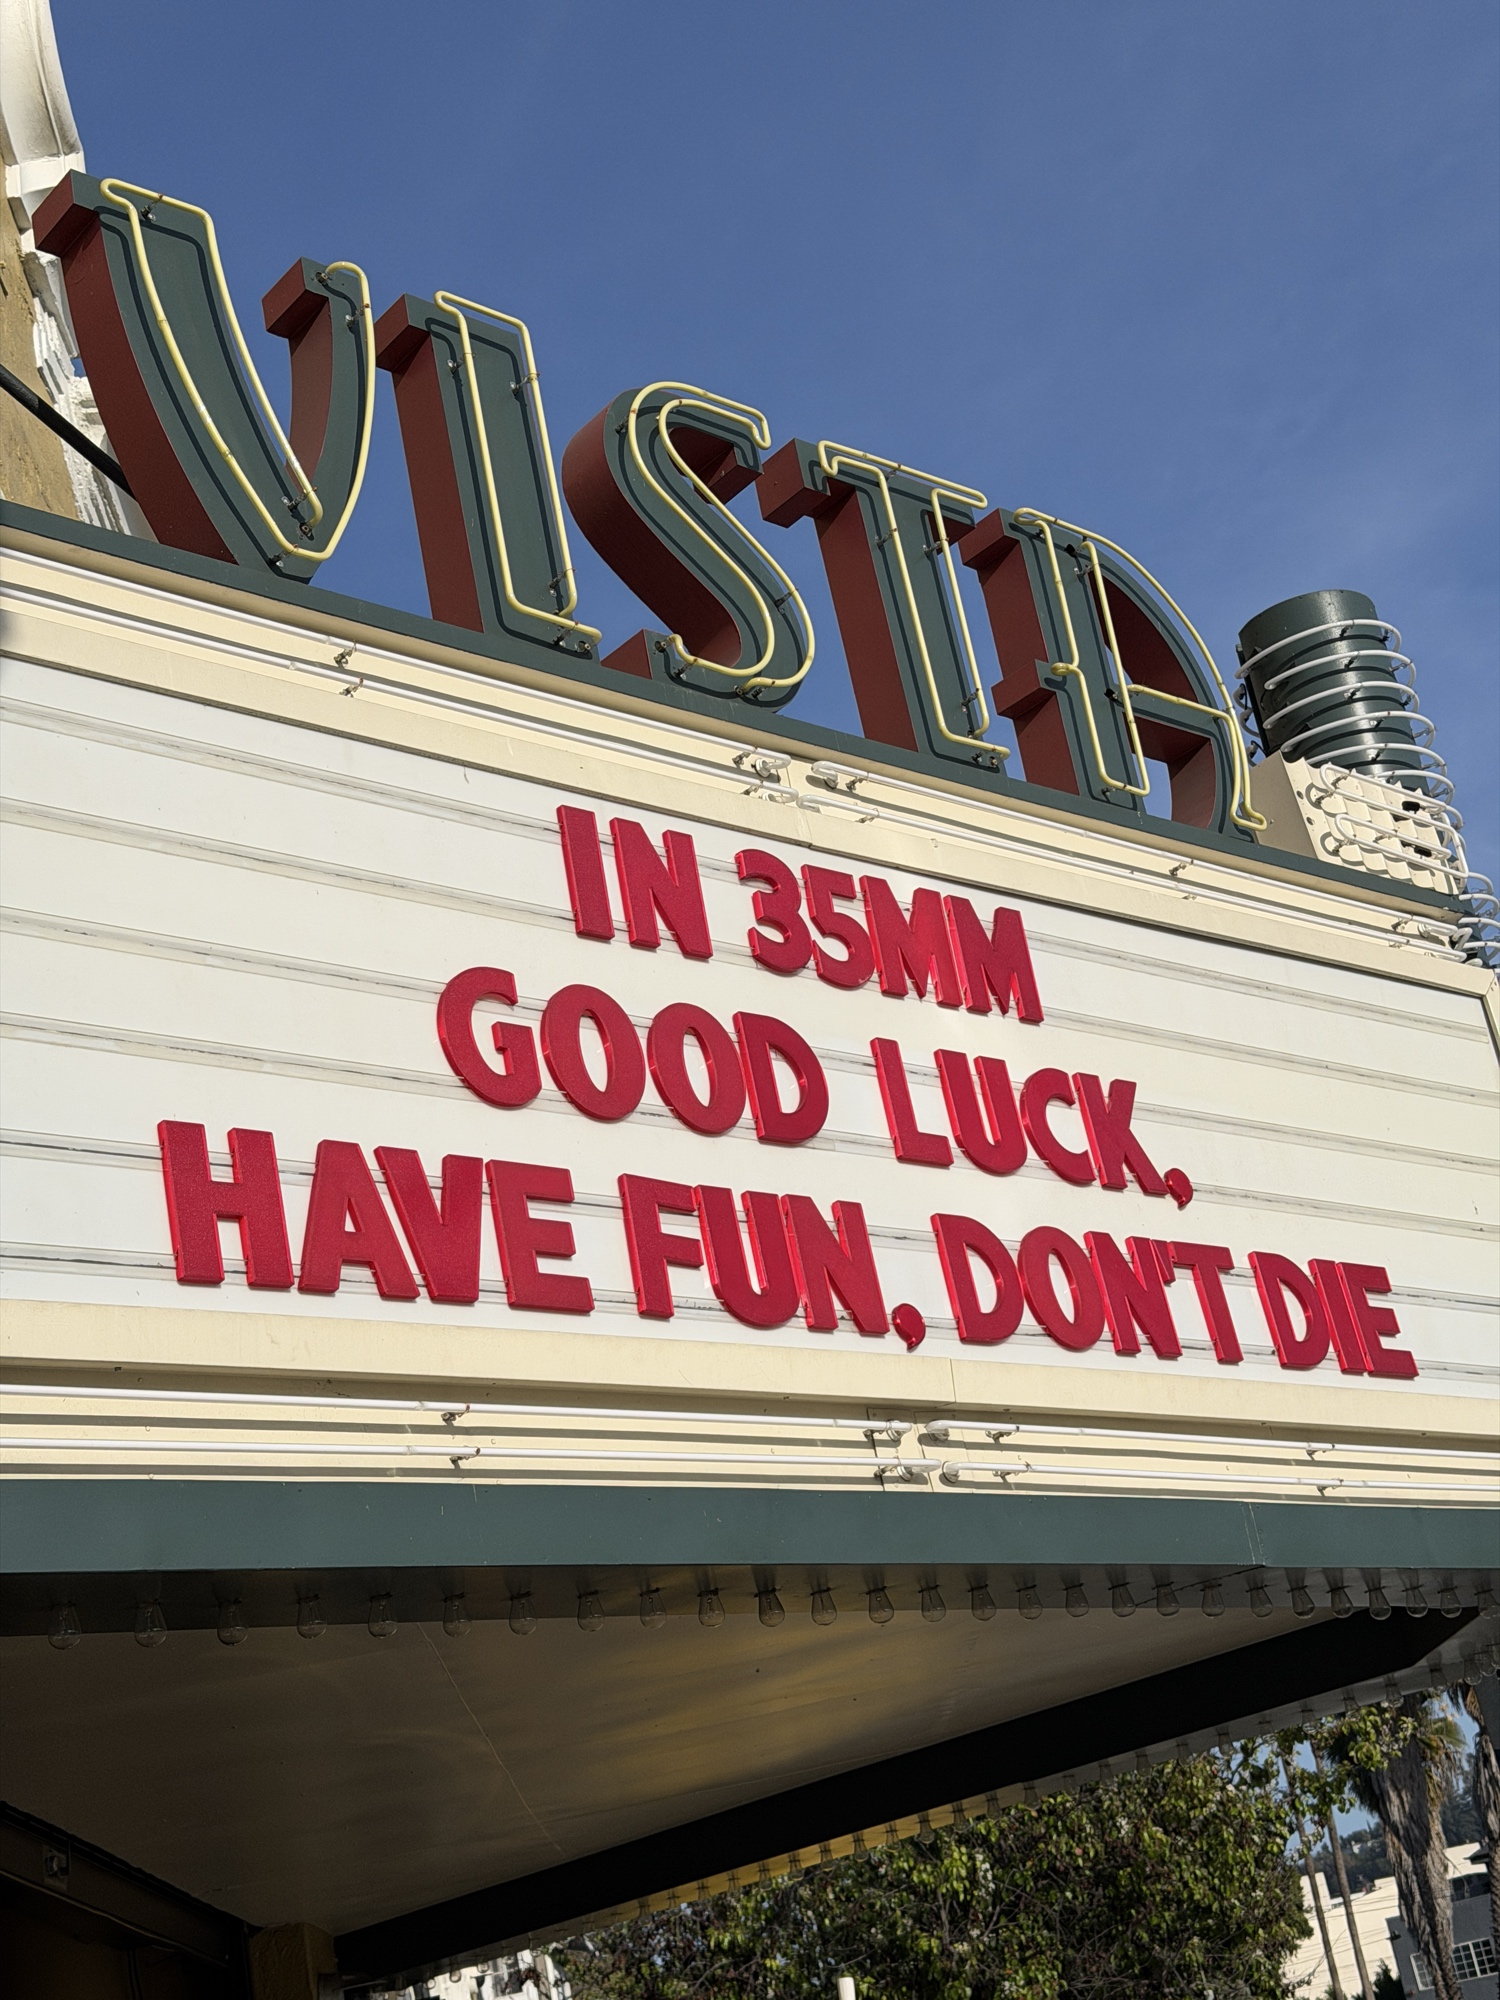 VISTA
IN 35MM
GOOD LUCK,
HAVE FUN, DON'T DIE